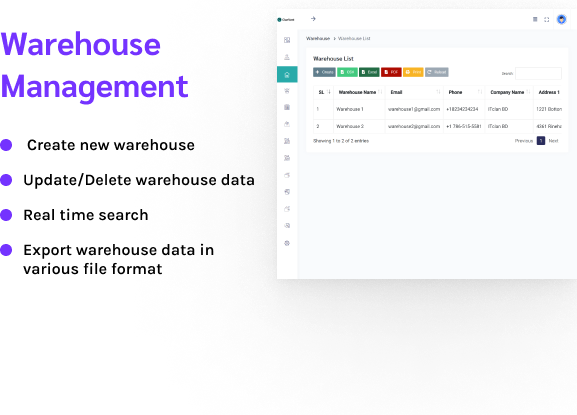 Warehouse
Management
Create new warehouse
Update/Delete warehouse data
Real time search
Export warehouse data in
various file format
Warehouse > Warehouse List
Warehouse List
+ Create CSV Excel PDF Print Reload
Search
SL Warehouse Name Email Phone Company Name Address 1
1 Warehouse 1 warehouse1@gmail.com +18234234234 ITclan BD 1221 Bottom
2 Warehouse 2 warehouse2@gmail.com +1 786-515-5581 ITclan BD
Showing 1 to 2 of 2 entries
Previous 1 Next